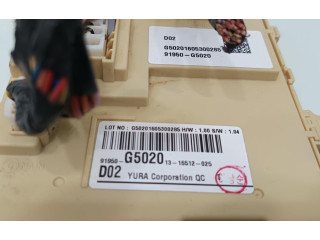 D02
G50201605300285
91950-G5020
LOT NO : G50201605300285 H/W : 1.00 S/W : 1.04
91950-G5020 13-16512-025
D02 YURA Corporation QC